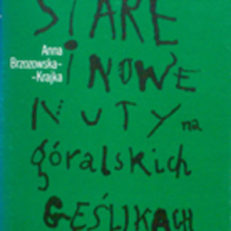 STARE
Anna
Brzozowska-
-Krajka
i NOWE
NUTY na
góralskich
GĘŚLIKACH